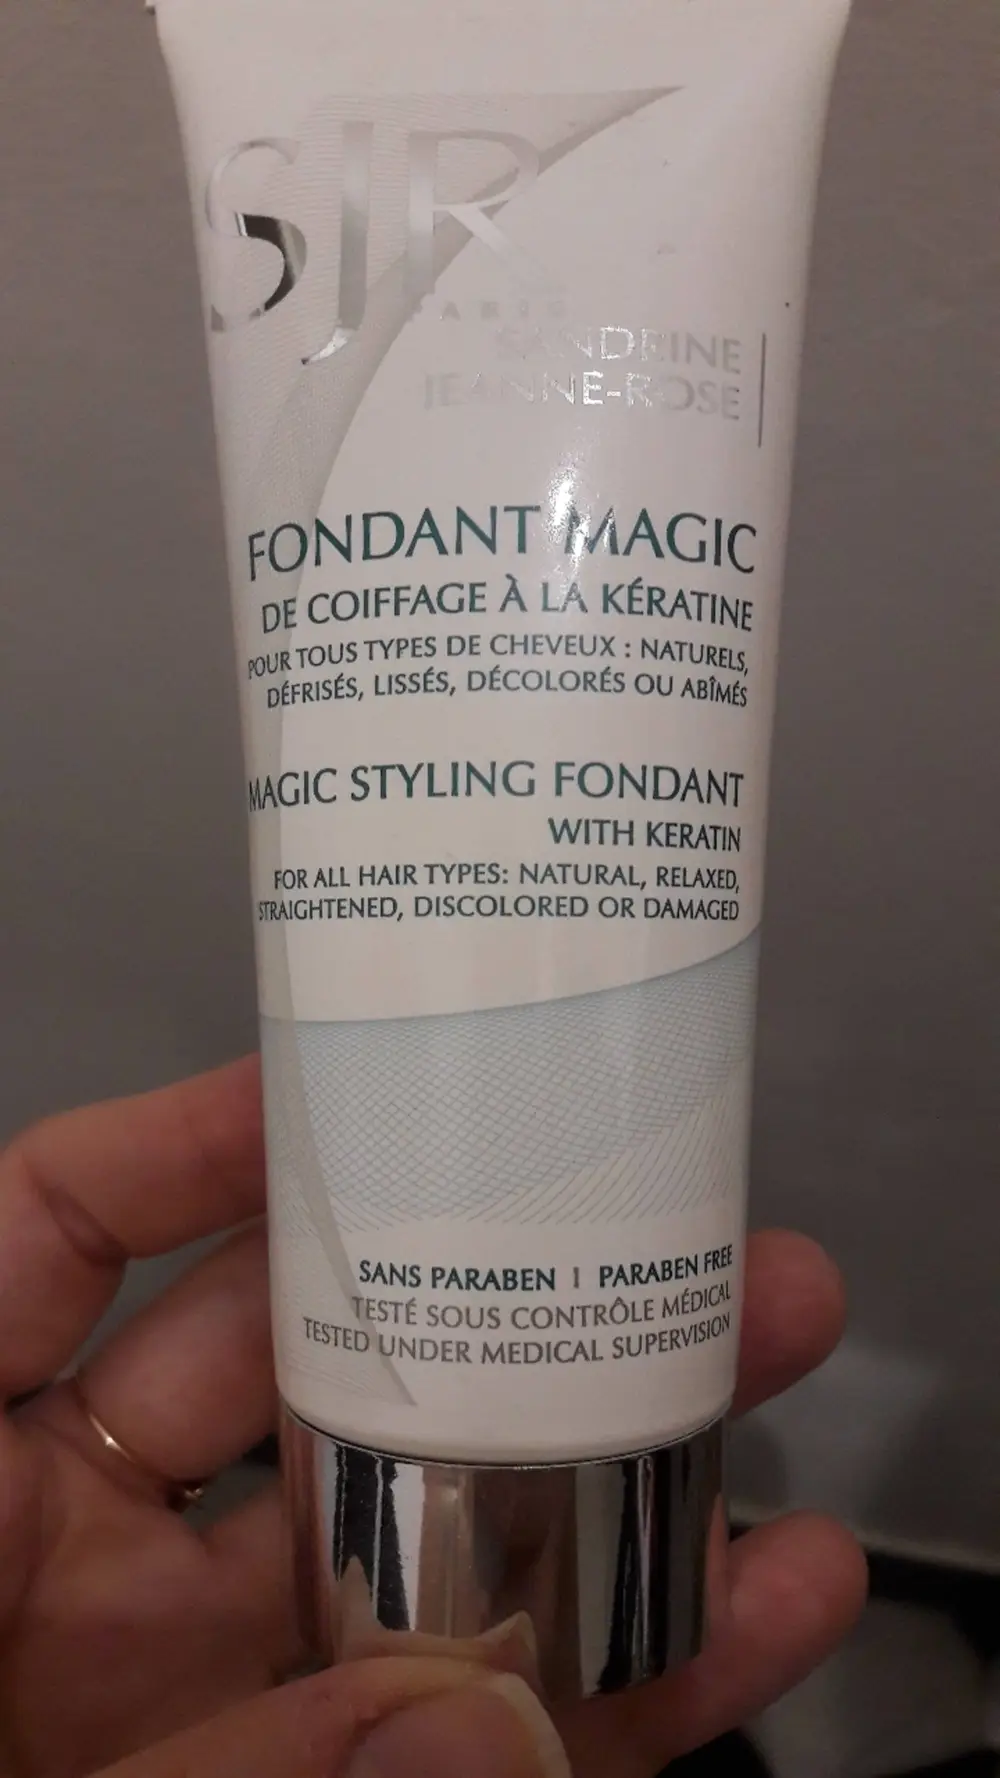 SJR
PARIS
SANDRINE
JEANNE-ROSE
FONDANT MAGIC
DE COIFFAGE À LA KÉRATINE
POUR TOUS TYPES DE CHEVEUX : NATURELS,
DÉFRISÉS, LISSÉS, DÉCOLORÉS OU ABÎMÉS
MAGIC STYLING FONDANT
WITH KERATIN
FOR ALL HAIR TYPES: NATURAL, RELAXED,
STRAIGHTENED, DISCOLORED OR DAMAGED
SANS PARABEN | PARABEN FREE
TESTÉ SOUS CONTRÔLE MÉDICAL
TESTED UNDER MEDICAL SUPERVISION